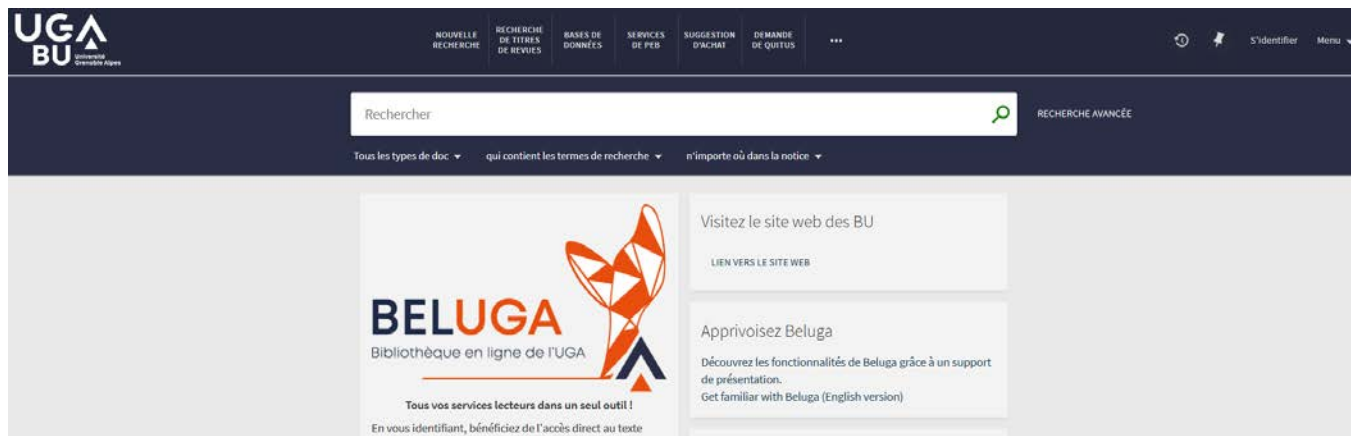 UGA
BU Université
Grenoble Alpes
NOUVELLE
RECHERCHE
RECHERCHE
DE TITRES
DE REVUES
BASES DE
DONNÉES
SERVICES
DE PEB
SUGGESTION
D'ACHAT
DEMANDE
DE QUITUS
•••
S'identifier
Menu
Rechercher
RECHERCHE AVANCÉE
Tous les types de doc
qui contient les termes de recherche
n'importe où dans la notice
BELUGA
Bibliothèque en ligne de l'UGA
Tous vos services lecteurs dans un seul outil !
En vous identifiant, bénéficiez de l'accès direct au texte
Visitez le site web des BU
LIEN VERS LE SITE WEB
Apprivoisez Beluga
Découvrez les fonctionnalités de Beluga grâce à un support
de présentation.
Get familiar with Beluga (English version)